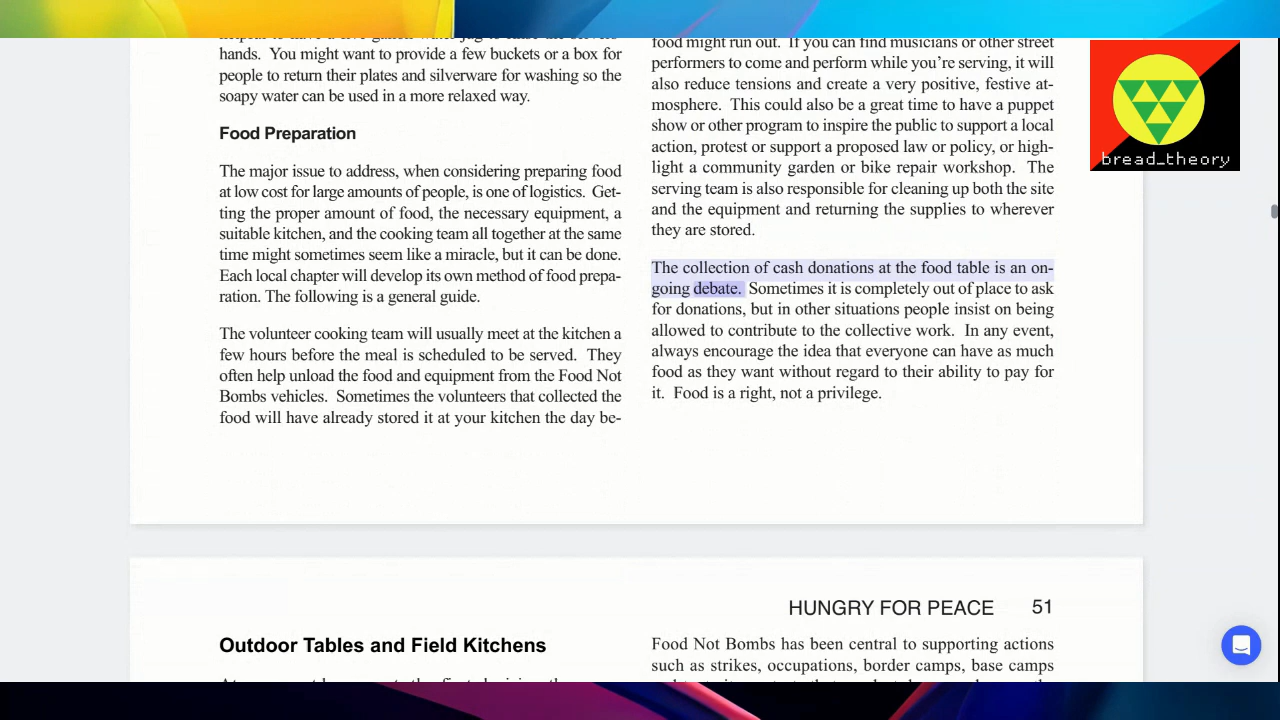 hands. You might want to provide a few buckets or a box for
people to return their plates and silverware for washing so the
soapy water can be used in a more relaxed way.
Food Preparation
The major issue to address, when considering preparing food
at low cost for large amounts of people, is one of logistics. Get-
ting the proper amount of food, the necessary equipment, a
suitable kitchen, and the cooking team all together at the same
time might sometimes seem like a miracle, but it can be done.
Each local chapter will develop its own method of food prepa-
ration. The following is a general guide.
The volunteer cooking team will usually meet at the kitchen a
few hours before the meal is scheduled to be served. They
often help unload the food and equipment from the Food Not
Bombs vehicles. Sometimes the volunteers that collected the
food will have already stored it at your kitchen the day be-
food might run out. If you can find musicians or other street
performers to come and perform while you're serving, it will
also reduce tensions and create a very positive, festive at-
mosphere. This could also be a great time to have a puppet
show or other program to inspire the public to support a local
action, protest or support a proposed law or policy, or high-
light a community garden or bike repair workshop. The
serving team is also responsible for cleaning up both the site
and the equipment and returning the supplies to wherever
they are stored.
The collection of cash donations at the food table is an on-
going debate. Sometimes it is completely out of place to ask
for donations, but in other situations people insist on being
allowed to contribute to the collective work. In any event,
always encourage the idea that everyone can have as much
food as they want without regard to their ability to pay for
it. Food is a right, not a privilege.
bread_theory
HUNGRY FOR PEACE 51
Outdoor Tables and Field Kitchens
Food Not Bombs has been central to supporting actions
such as strikes, occupations, border camps, base camps